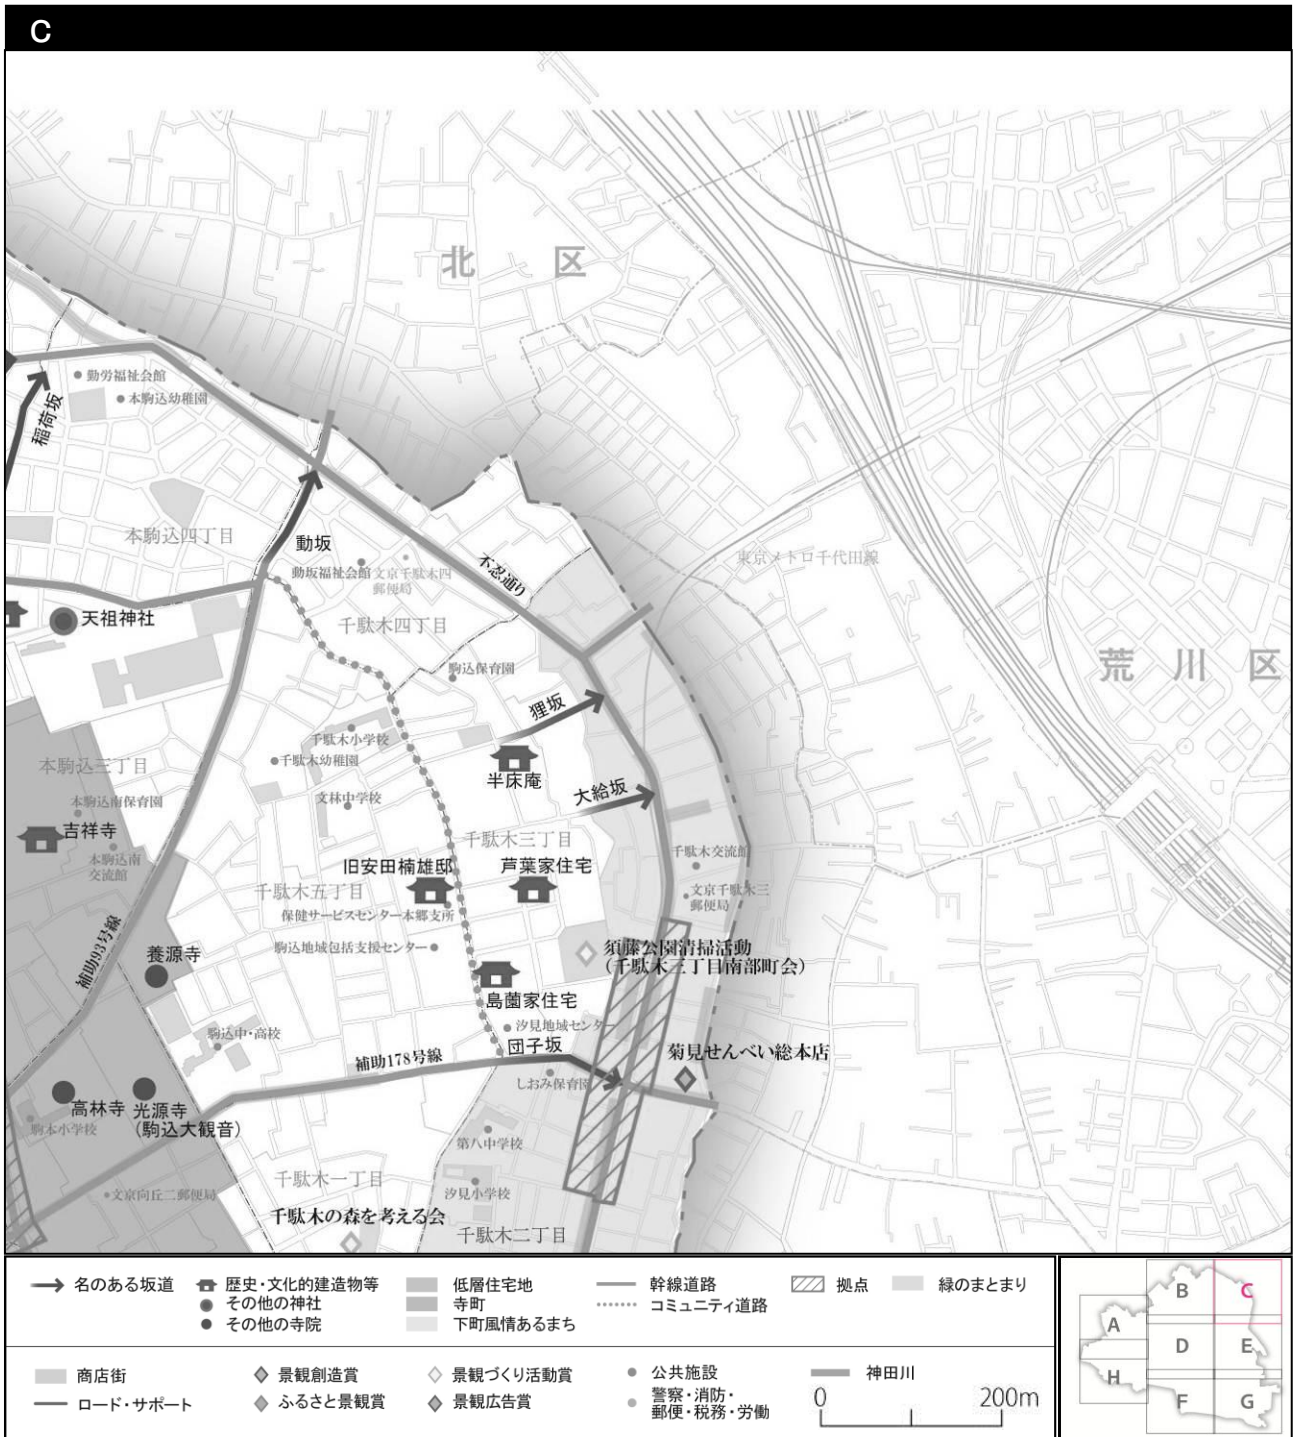 C
北区
勤労福祉会館
本駒込幼稚園
稲荷坂
本駒込四丁目
動坂
動坂福祉会館
文京千駄木四
郵便局
不忍通り
東京メトロ千代田線
天祖神社
千駄木四丁目
駒込保育園
荒川区
狸坂
千駄木小学校
千駄木幼稚園
半床庵
本駒込三丁目
大給坂
本駒込南保育園
文林中学校
吉祥寺
本駒込南
交流館
千駄木三丁目
千駄木交流館
旧安田楠雄邸
芦葉家住宅
千駄木五丁目
文京千駄木三
郵便局
保健サービスセンター本郷支所
補助93号線
駒込地域包括支援センター
須藤公園清掃活動
(千駄木三丁目南部町会)
養源寺
島薗家住宅
駒込中・高校
汐見地域センター
団子坂
補助178号線
菊見せんべい総本店
しおみ保育園
高林寺
光源寺
(駒込大観音)
駒本小学校
第八中学校
千駄木一丁目
汐見小学校
文京向丘二郵便局
千駄木の森を考える会
千駄木二丁目
名のある坂道
歴史・文化的建造物等
その他の神社
その他の寺院
低層住宅地
寺町
下町風情あるまち
幹線道路
コミュニティ道路
拠点
緑のまとまり
商店街
ロード・サポート
景観創造賞
ふるさと景観賞
景観づくり活動賞
景観広告賞
公共施設
警察・消防・
郵便・税務・労働
神田川
0 200m
B
C
A
D
E
H
F
G